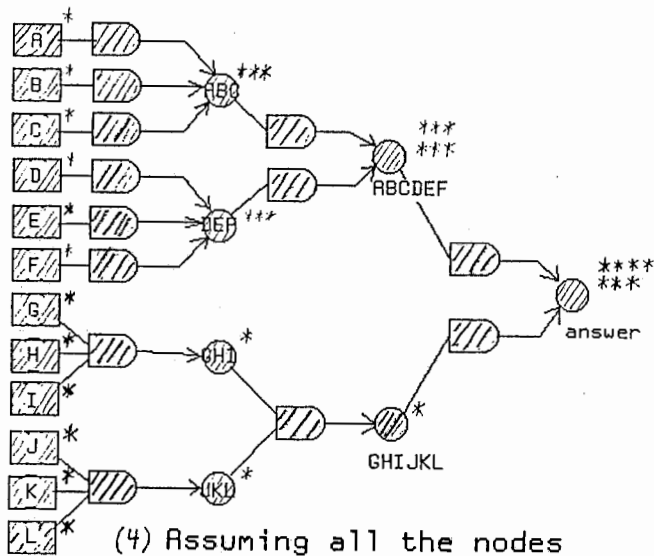 A *
B *
C *
D *
E *
F *
G *
H *
I *
J *
K *
L *
ABC ***
DEF ***
GHI *
JKL *
***
***
ABCDEF
GHIJKL *
****
***
answer
(4) Assuming all the nodes